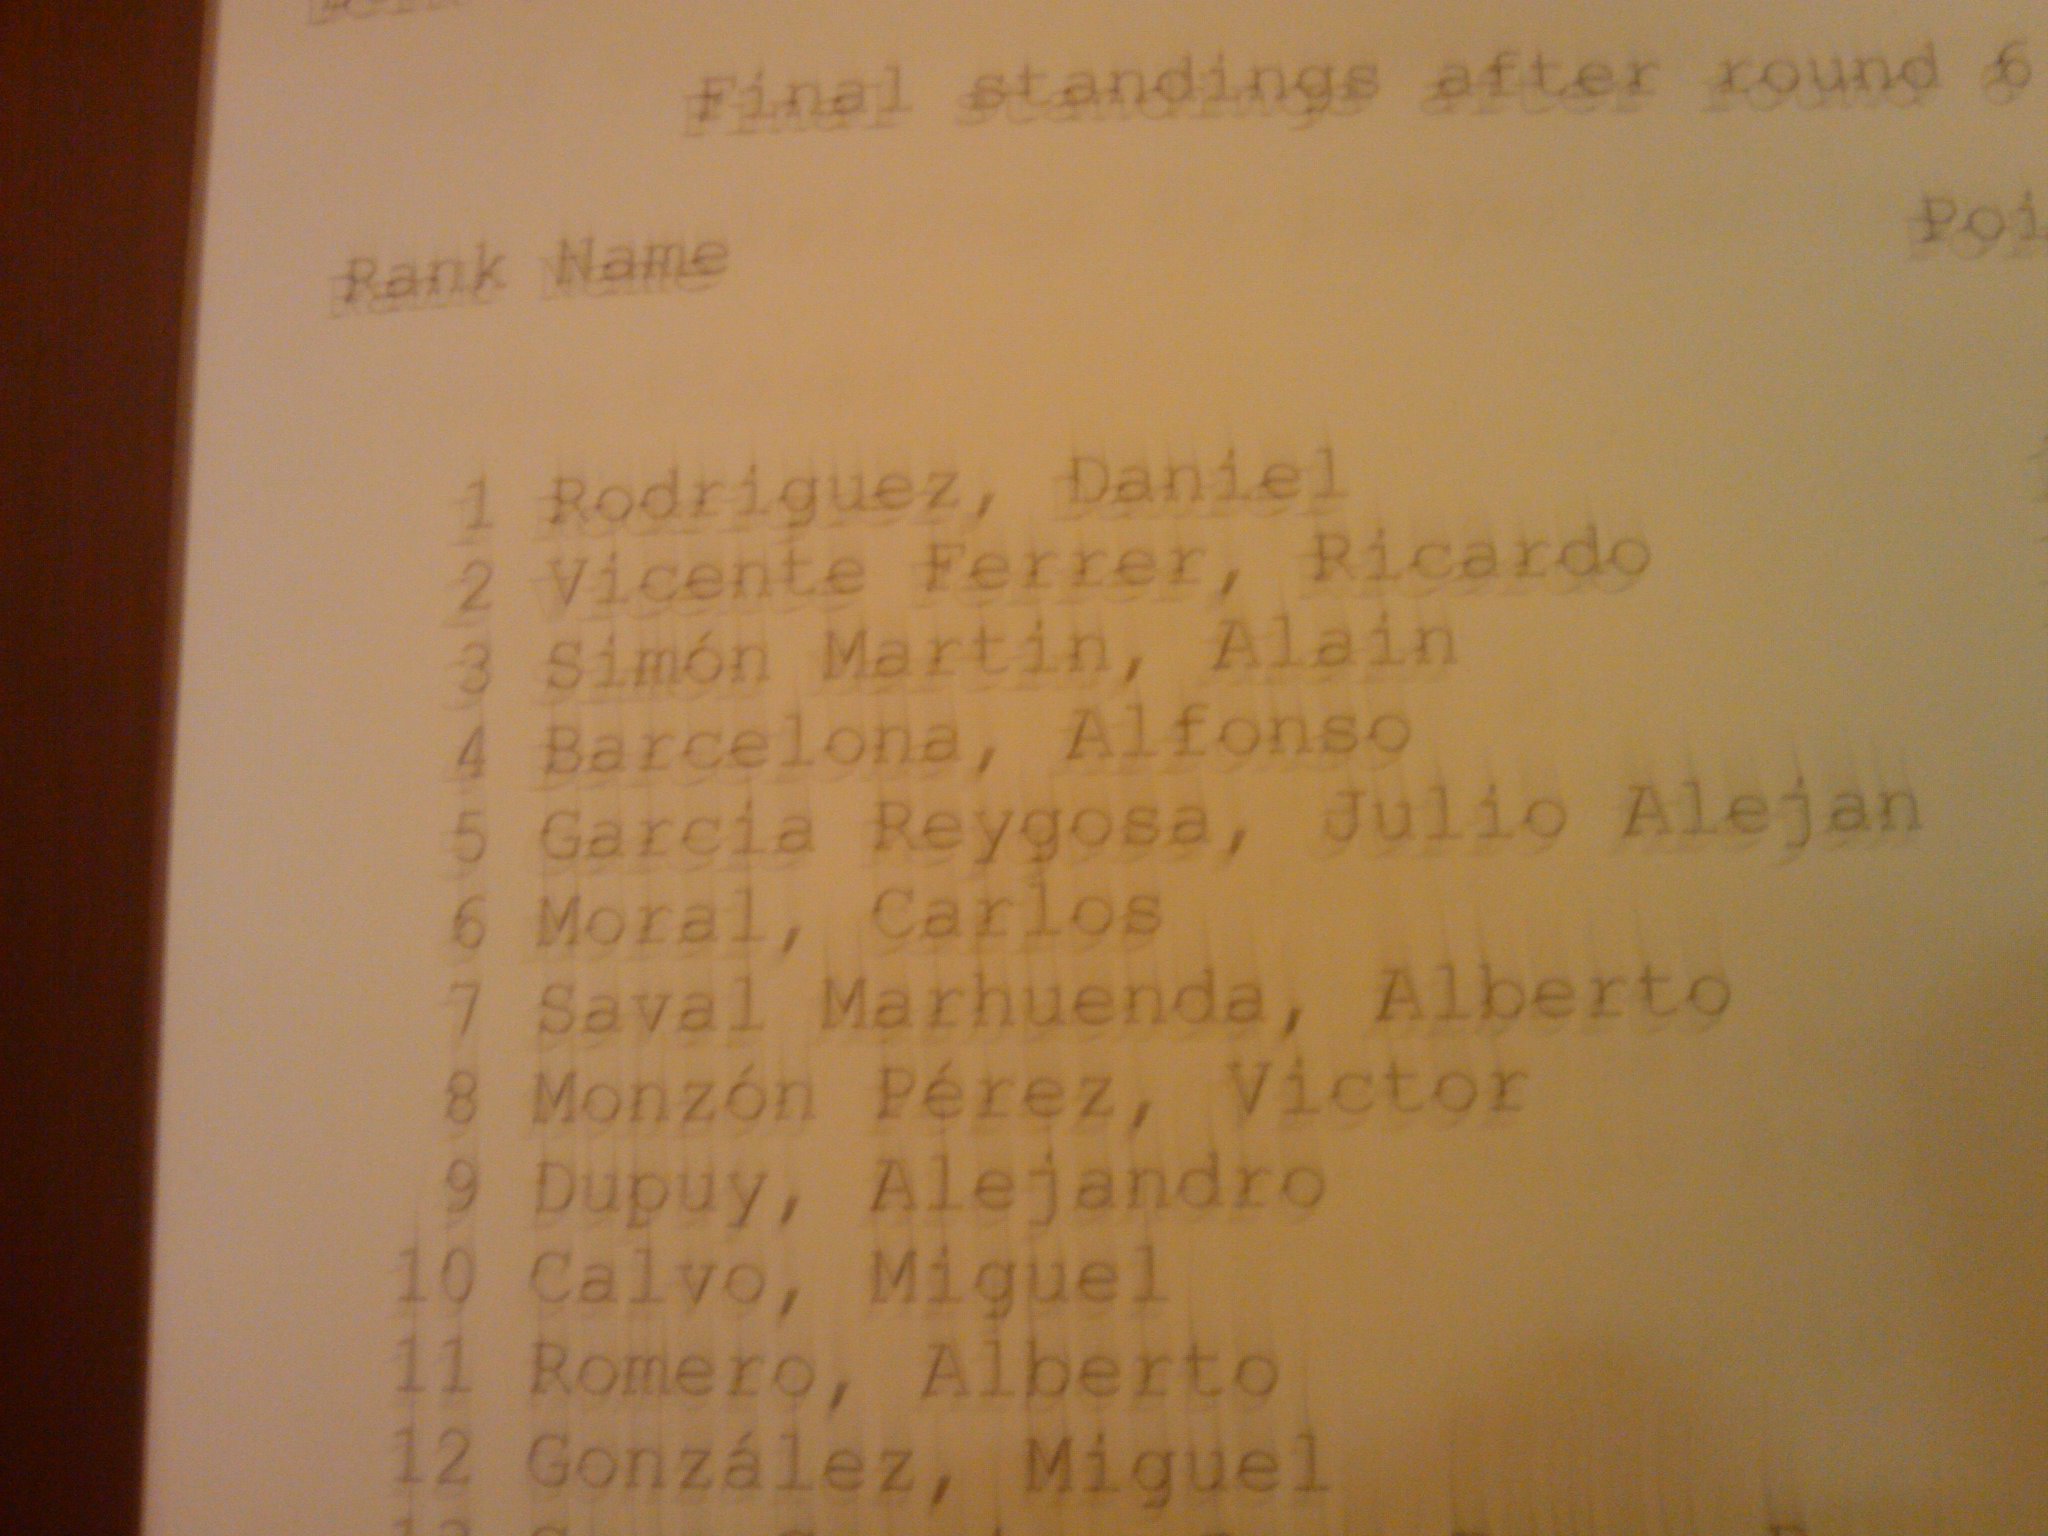 Final standings after round 6
Rank Name
1 Rodriguez, Daniel
2 Vicente Ferrer, Ricardo
3 Simón Martin, Alain
4 Barcelona, Alfonso
5 Garcia Reygosa, Julio Alejan
6 Moral, Carlos
7 Saval Marhuenda, Alberto
8 Monzón Pérez, Victor
9 Dupuy, Alejandro
10 Calvo, Miguel
11 Romero, Alberto
12 González, Miguel